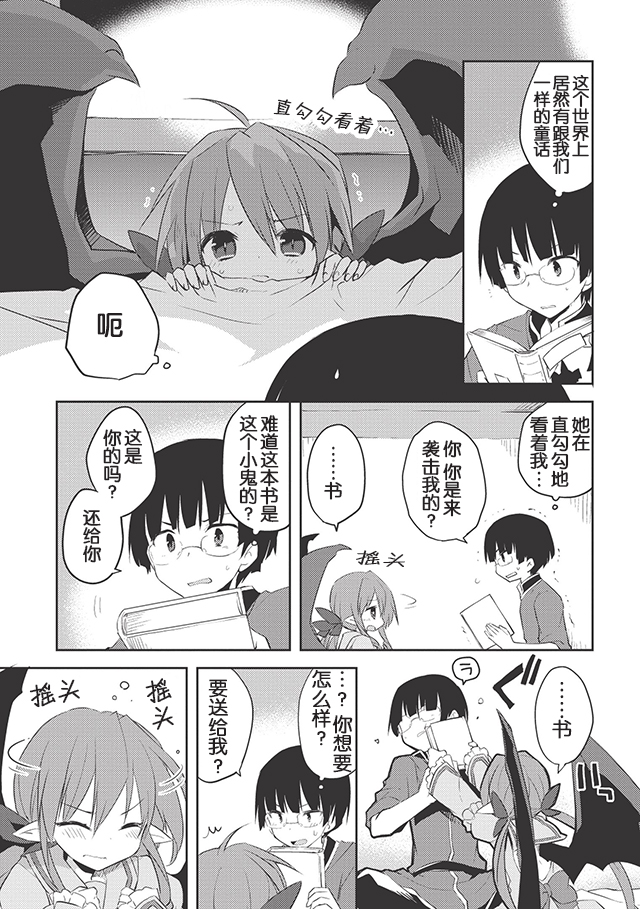 这个世界上
居然有跟我们
一样的童话
直勾勾看着…
呃
她在
直勾勾地
看着我…
你 你是来
袭击我的？
……
书
摇头
难道这本书是
这个小鬼的？
这是
你的吗？
还给你
……
书
…？你想要
怎么样？
要送给我？
摇头
摇头